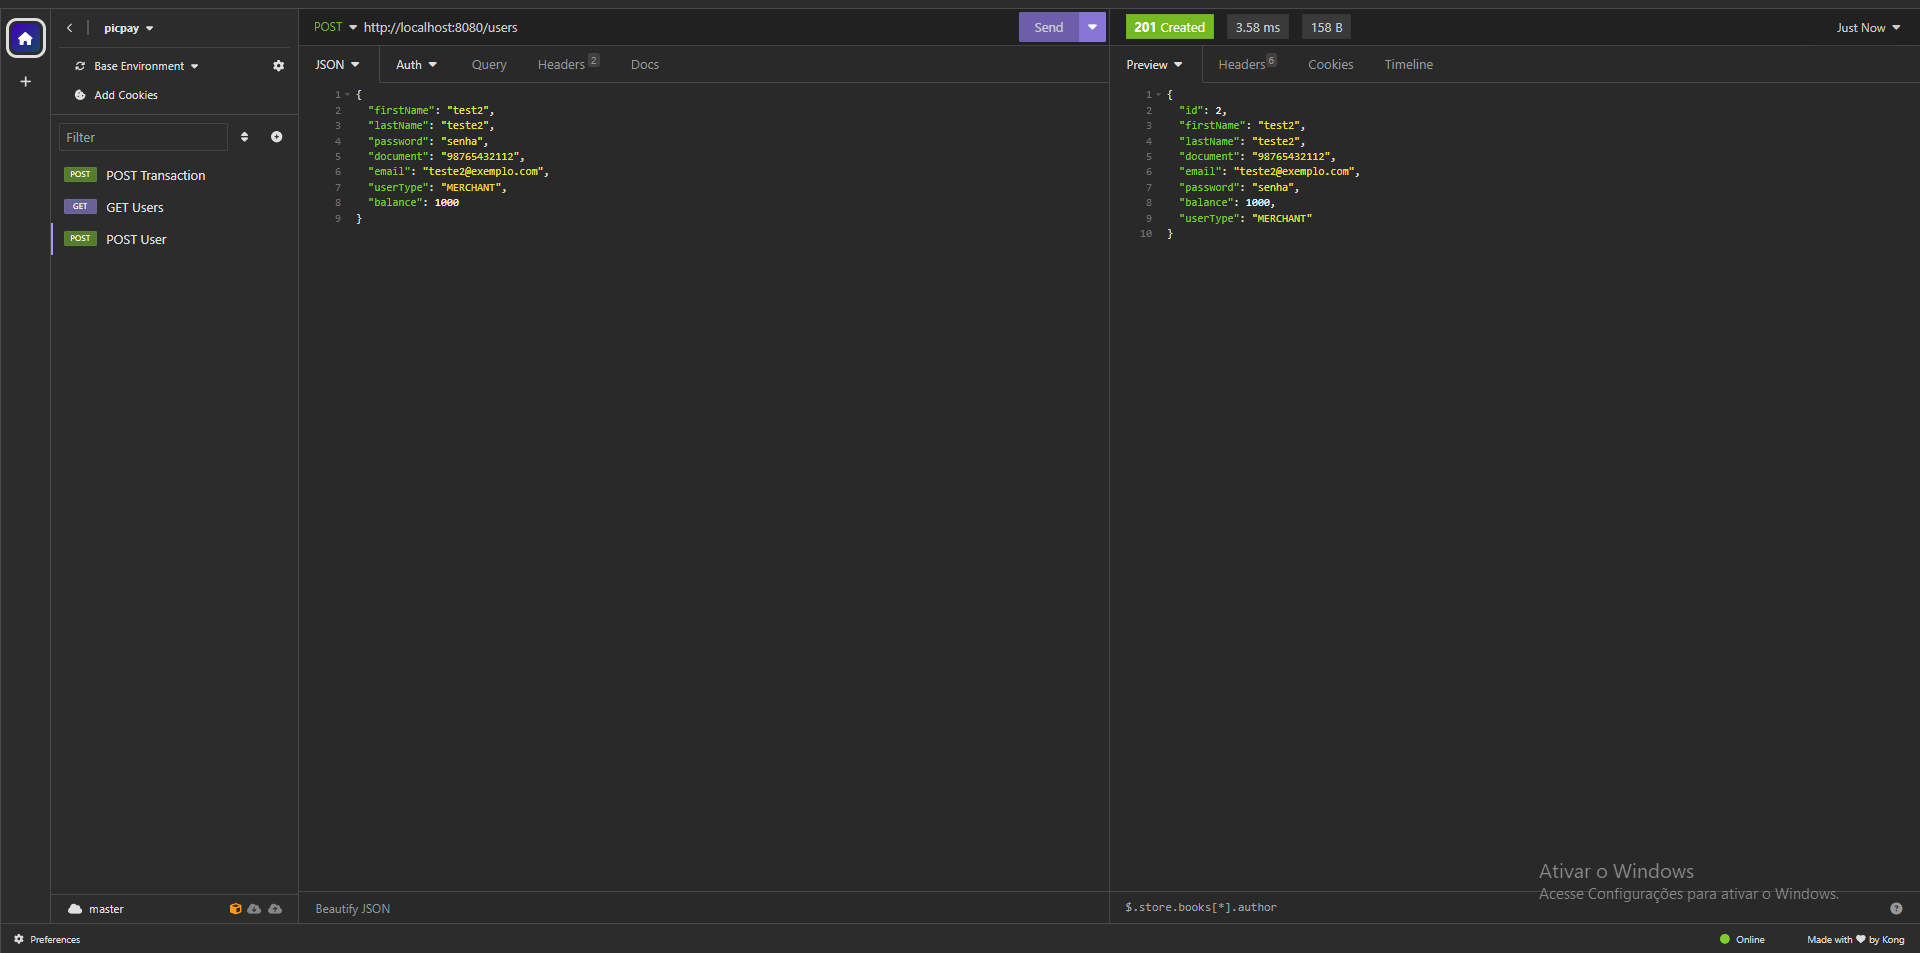 picpay
Base Environment
Add Cookies
Filter
POST POST Transaction
GET GET Users
POST POST User
master
Preferences
POST http://localhost:8080/users Send
JSON Auth Query Headers 2 Docs
1 {
2 "firstName": "test2",
3 "lastName": "teste2",
4 "password": "senha",
5 "document": "98765432112",
6 "email": "teste2@exemplo.com",
7 "userType": "MERCHANT",
8 "balance": 1000
9 }
Beautify JSON
201 Created 3.58 ms 158 B Just Now
Preview Headers 6 Cookies Timeline
1 {
2 "id": 2,
3 "firstName": "test2",
4 "lastName": "teste2",
5 "document": "98765432112",
6 "email": "teste2@exemplo.com",
7 "password": "senha",
8 "balance": 1000,
9 "userType": "MERCHANT"
10 }
Ativar o Windows
Acesse Configurações para ativar o Windows.
$.store.books[*].author
Online Made with ♥ by Kong